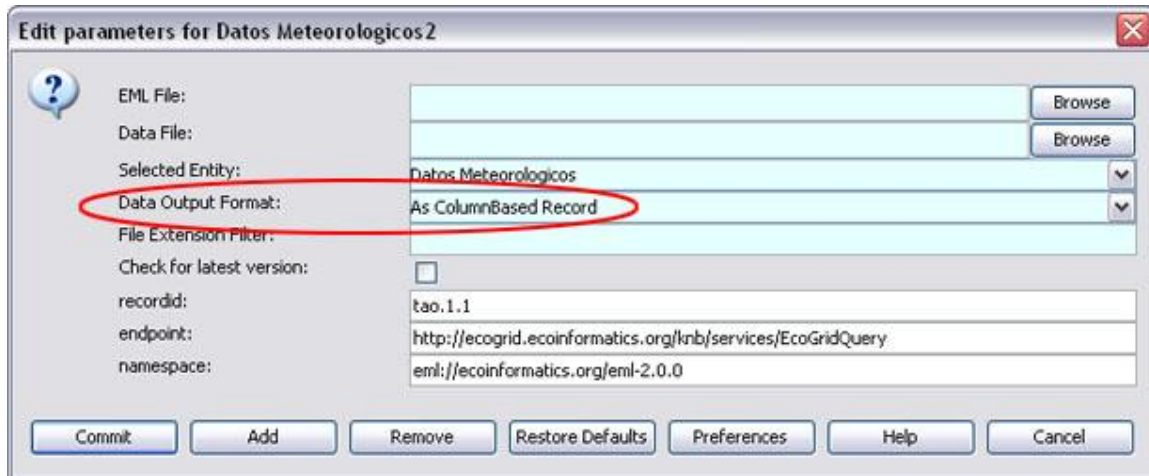 Edit parameters for Datos Meteorologicos2
EML File:
Browse
Data File:
Browse
Selected Entity: Datos Meteorologicos
Data Output Format: As ColumnBased Record
File Extension Filter:
Check for latest version:
recordid: tao.1.1
endpoint: http://ecogrid.ecoinformatics.org/knb/services/EcoGridQuery
namespace: eml://ecoinformatics.org/eml-2.0.0
Commit Add Remove Restore Defaults Preferences Help Cancel